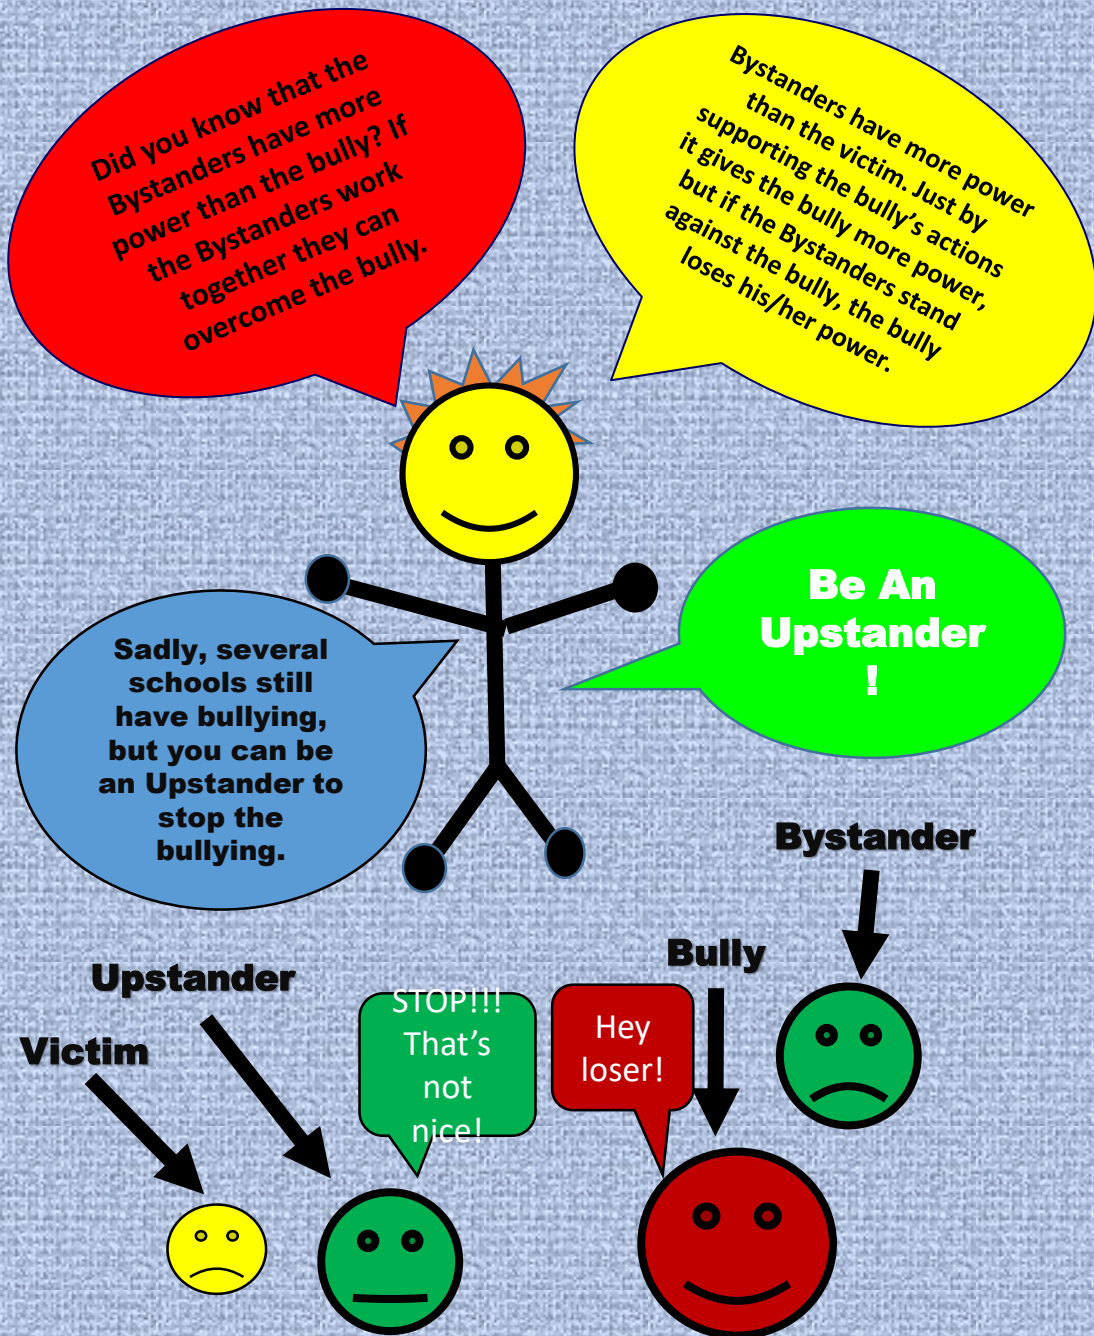 Did you know that the
Bystanders have more
power than the bully? If
the Bystanders work
together they can
overcome the bully.
Bystanders have more power
than the victim. Just by
supporting the bully's actions
it gives the bully more power,
but if the Bystanders stand
against the bully, the bully
loses his/her power.
Be An
Upstander
!
Sadly, several
schools still
have bullying,
but you can be
an Upstander to
stop the
bullying.
Bystander
Bully
Upstander
Victim
STOP!!!
That's
not
nice!
Hey
loser!